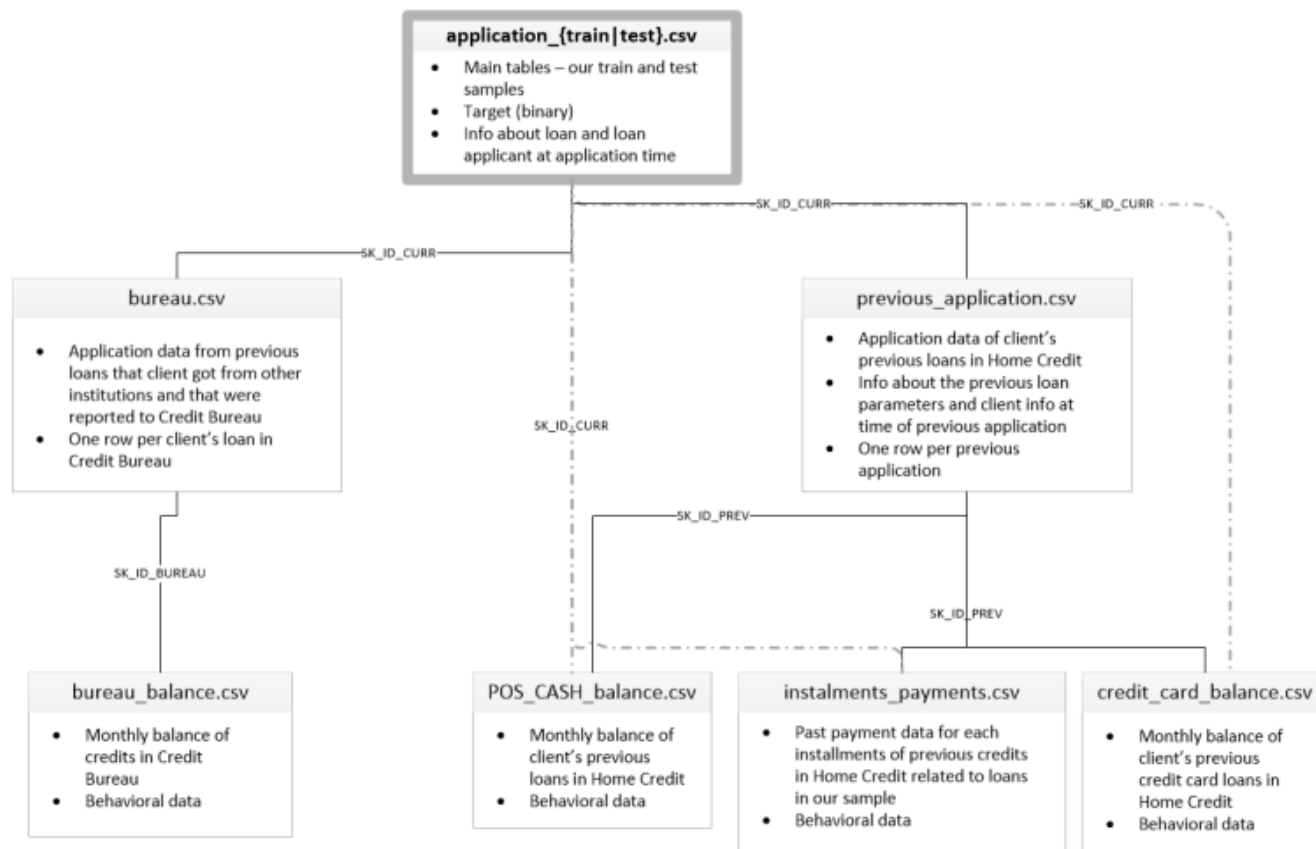 application_{train|test}.csv
• Main tables – our train and test
samples
• Target (binary)
• Info about loan and loan
applicant at application time
SK_ID_CURR
SK_ID_CURR
SK_ID_CURR
bureau.csv
• Application data from previous
loans that client got from other
institutions and that were
reported to Credit Bureau
• One row per client's loan in
Credit Bureau
previous_application.csv
• Application data of client's
previous loans in Home Credit
• Info about the previous loan
parameters and client info at
time of previous application
• One row per previous
application
SK_ID_CURR
SK_ID_PREV
SK_ID_BUREAU
SK_ID_PREV
bureau_balance.csv
• Monthly balance of
credits in Credit
Bureau
• Behavioral data
POS_CASH_balance.csv
• Monthly balance of
client's previous
loans in Home Credit
• Behavioral data
instalments_payments.csv
• Past payment data for each
installments of previous credits
in Home Credit related to loans
in our sample
• Behavioral data
credit_card_balance.csv
• Monthly balance of
client's previous
credit card loans in
Home Credit
• Behavioral data